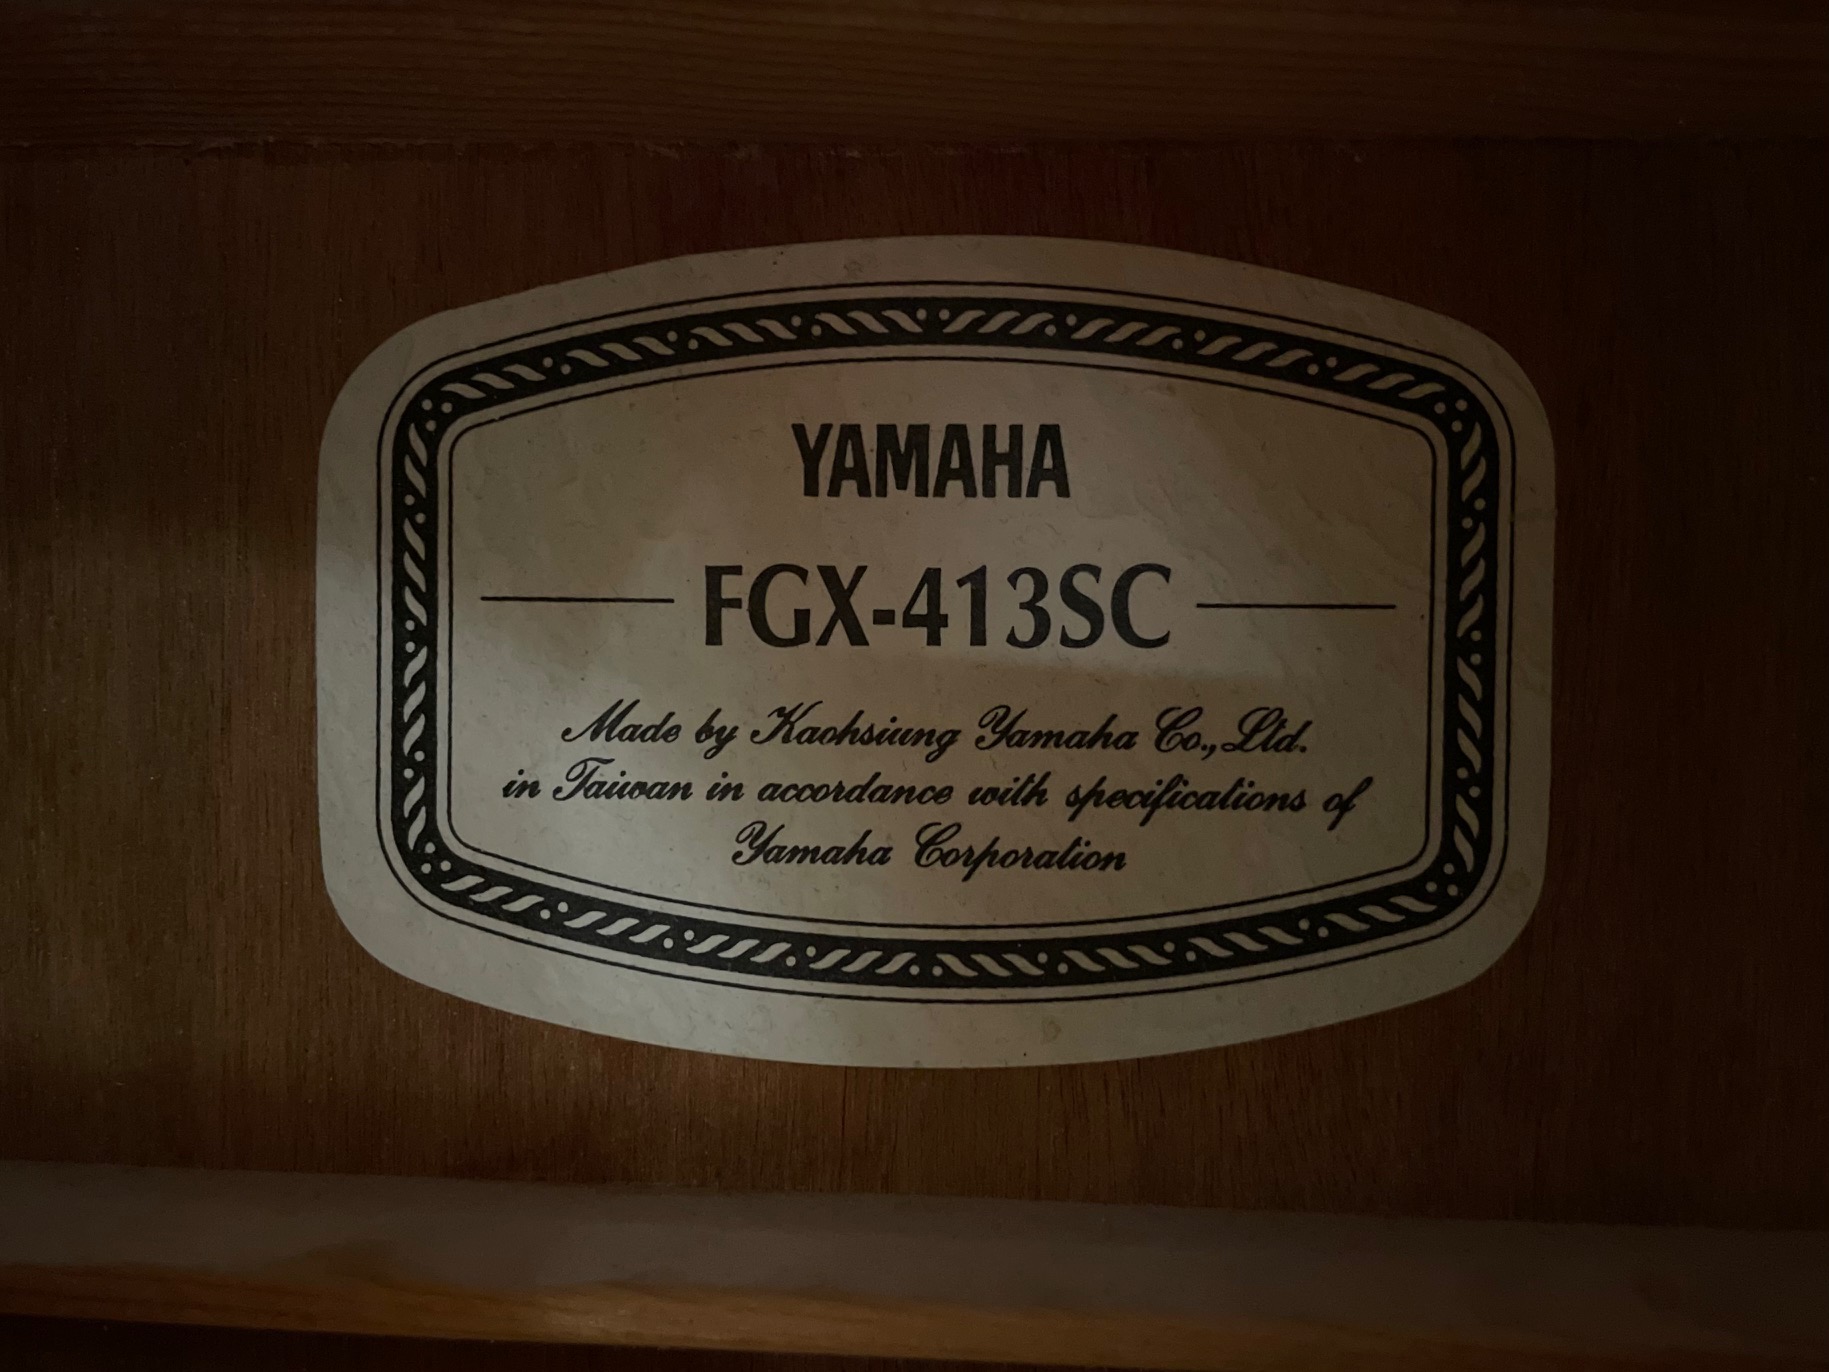 YAMAHA
FGX-413SC
Made by Kaohsiung Yamaha Co., Ltd.
in Taiwan in accordance with specifications of
Yamaha Corporation